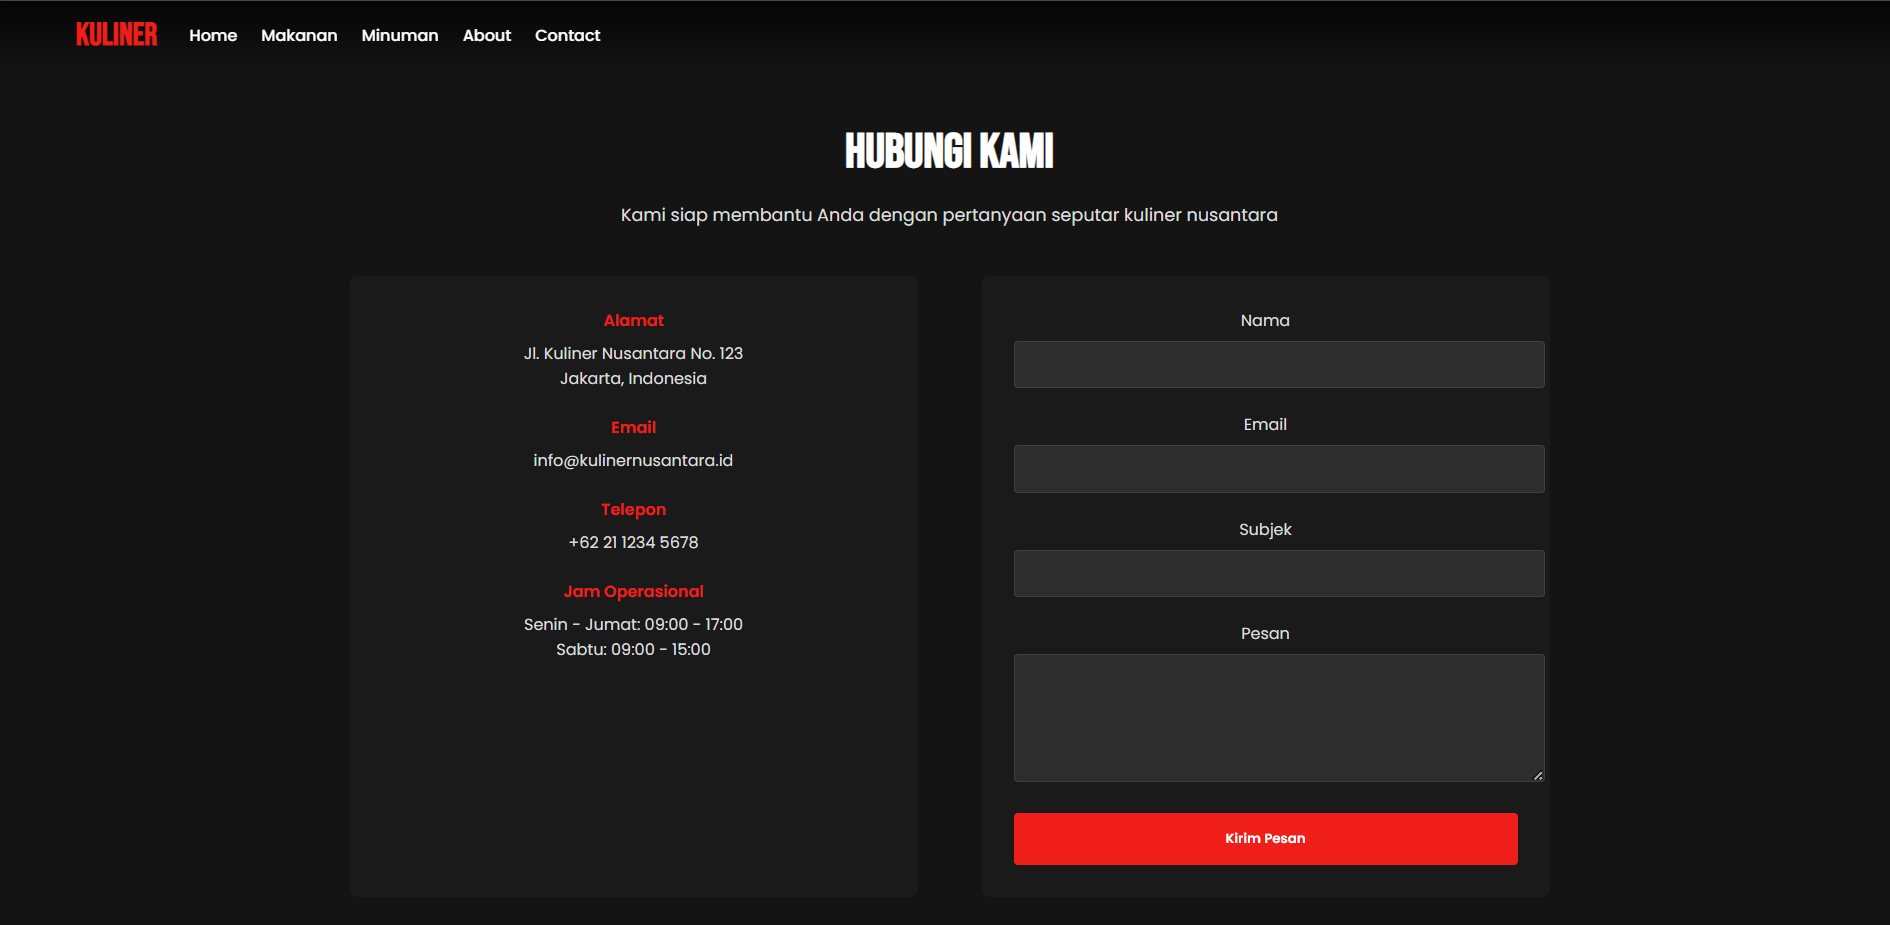 KULINER
Home
Makanan
Minuman
About
Contact
HUBUNGI KAMI
Kami siap membantu Anda dengan pertanyaan seputar kuliner nusantara
Alamat
Jl. Kuliner Nusantara No. 123
Jakarta, Indonesia
Email
info@kulinernusantara.id
Telepon
+62 21 1234 5678
Jam Operasional
Senin - Jumat: 09:00 - 17:00
Sabtu: 09:00 - 15:00
Nama
Email
Subjek
Pesan
Kirim Pesan